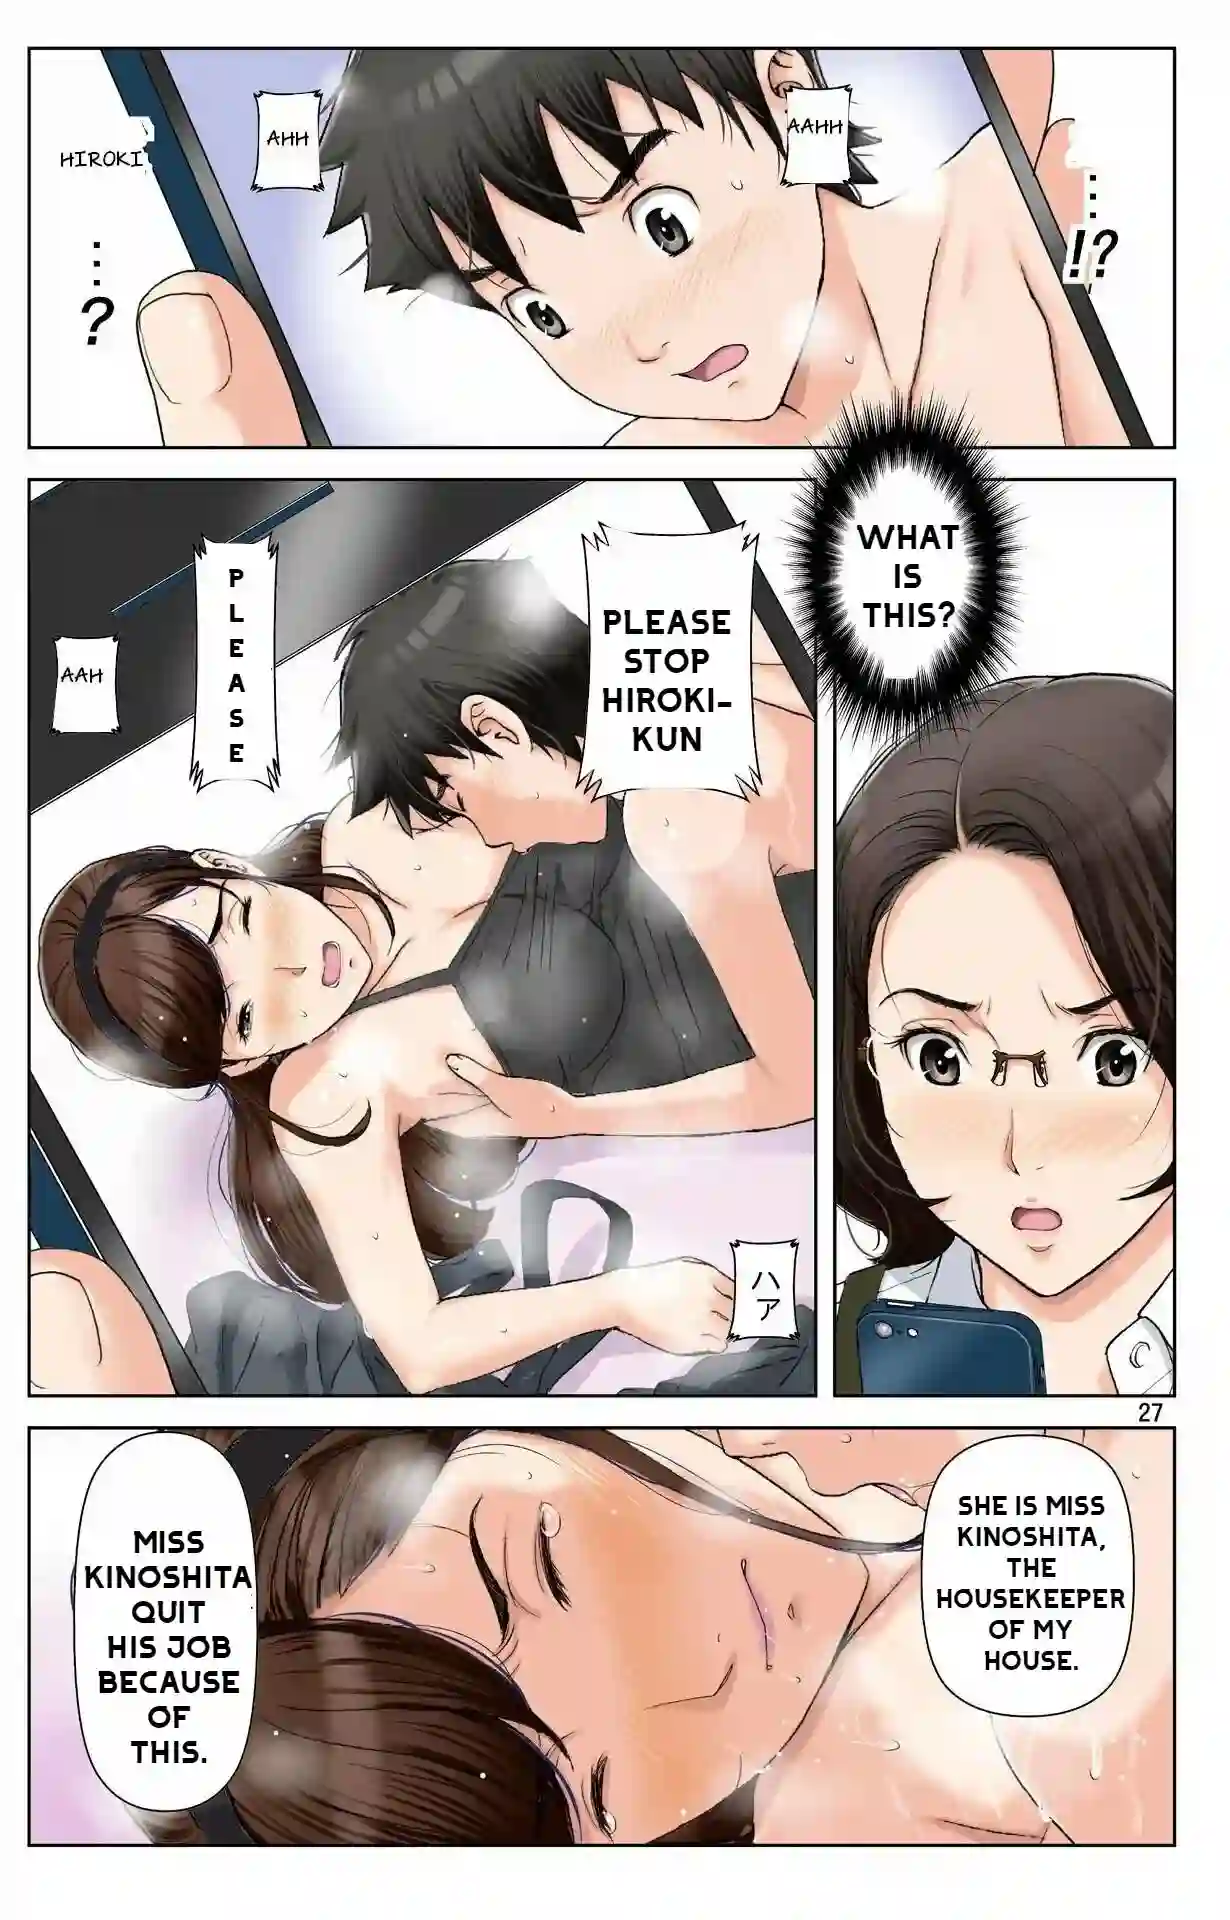 HIROKI
...
?
AHH
AAHH
...
!?
AAH
PLEASE
PLEASE
STOP
HIROKI-
KUN
WHAT
IS
THIS?
ハア
27
MISS
KINOSHITA
QUIT
HIS JOB
BECAUSE
OF
THIS.
SHE IS MISS
KINOSHITA,
THE
HOUSEKEEPER
OF MY
HOUSE.